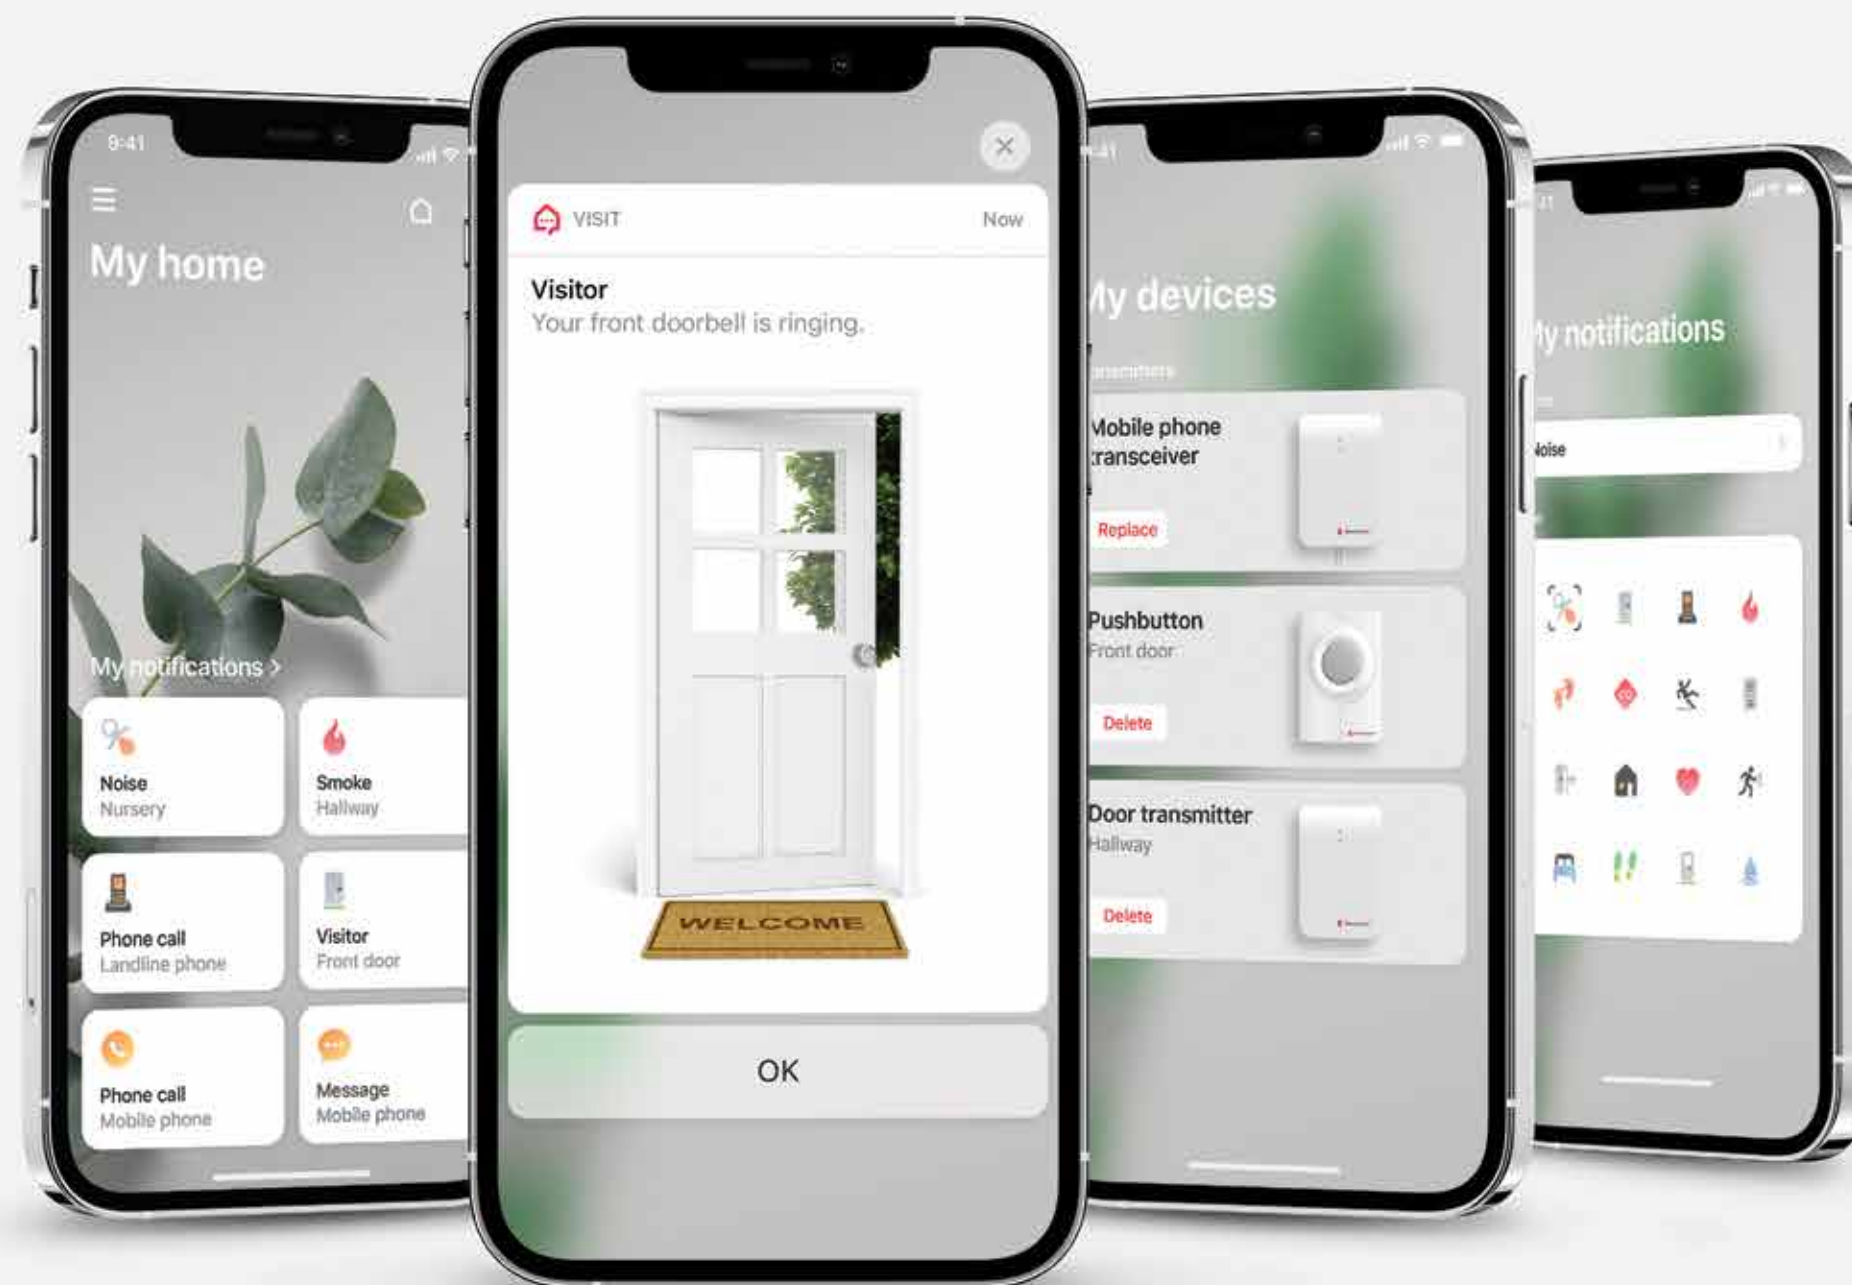 9:41
My home
My notifications >
Noise
Nursery
Smoke
Hallway
Phone call
Landline phone
Visitor
Front door
Phone call
Mobile phone
Message
Mobile phone
VISIT
Now
Visitor
Your front doorbell is ringing.
WELCOME
OK
:41
My devices
Mobile phone
transceiver
Replace
Pushbutton
Front door
Delete
Door transmitter
Hallway
Delete
My notifications
Noise
CO